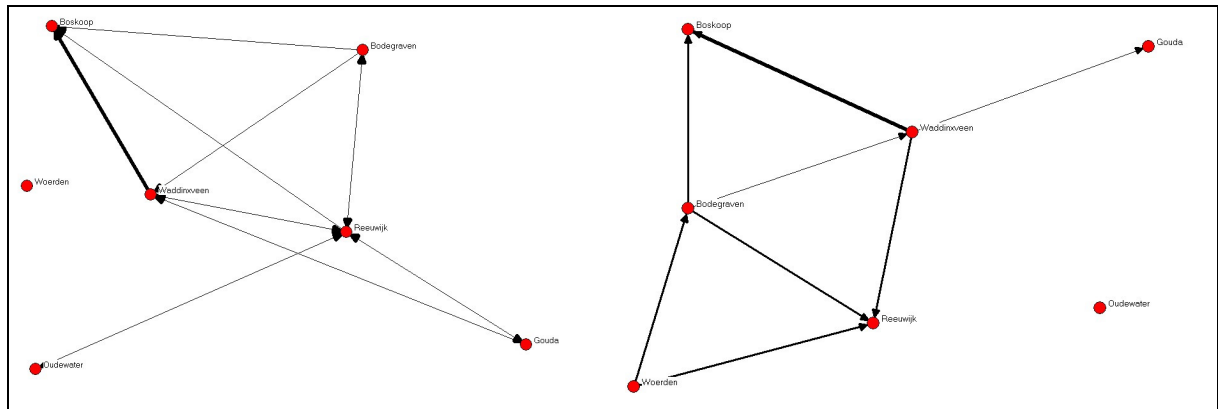 Boskoop
Bodegraven
Woerden
Waddinxveen
Reeuwijk
Gouda
Oudewater
Boskoop
Gouda
Waddinxveen
Bodegraven
Oudewater
Reeuwijk
Woerden